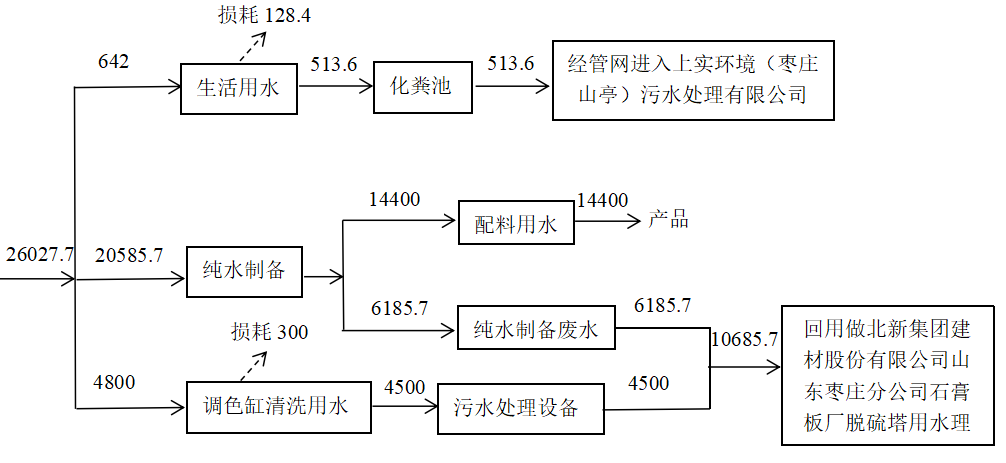 损耗 128.4
642
生活用水
513.6
化粪池
513.6
经管网进入上实环境（枣庄
山亭）污水处理有限公司
14400
配料用水
14400
产品
26027.7
20585.7
纯水制备
6185.7
纯水制备废水
6185.7
损耗 300
4800
调色缸清洗用水
4500
污水处理设备
4500
10685.7
回用做北新集团建
材股份有限公司山
东枣庄分公司石膏
板厂脱硫塔用水理